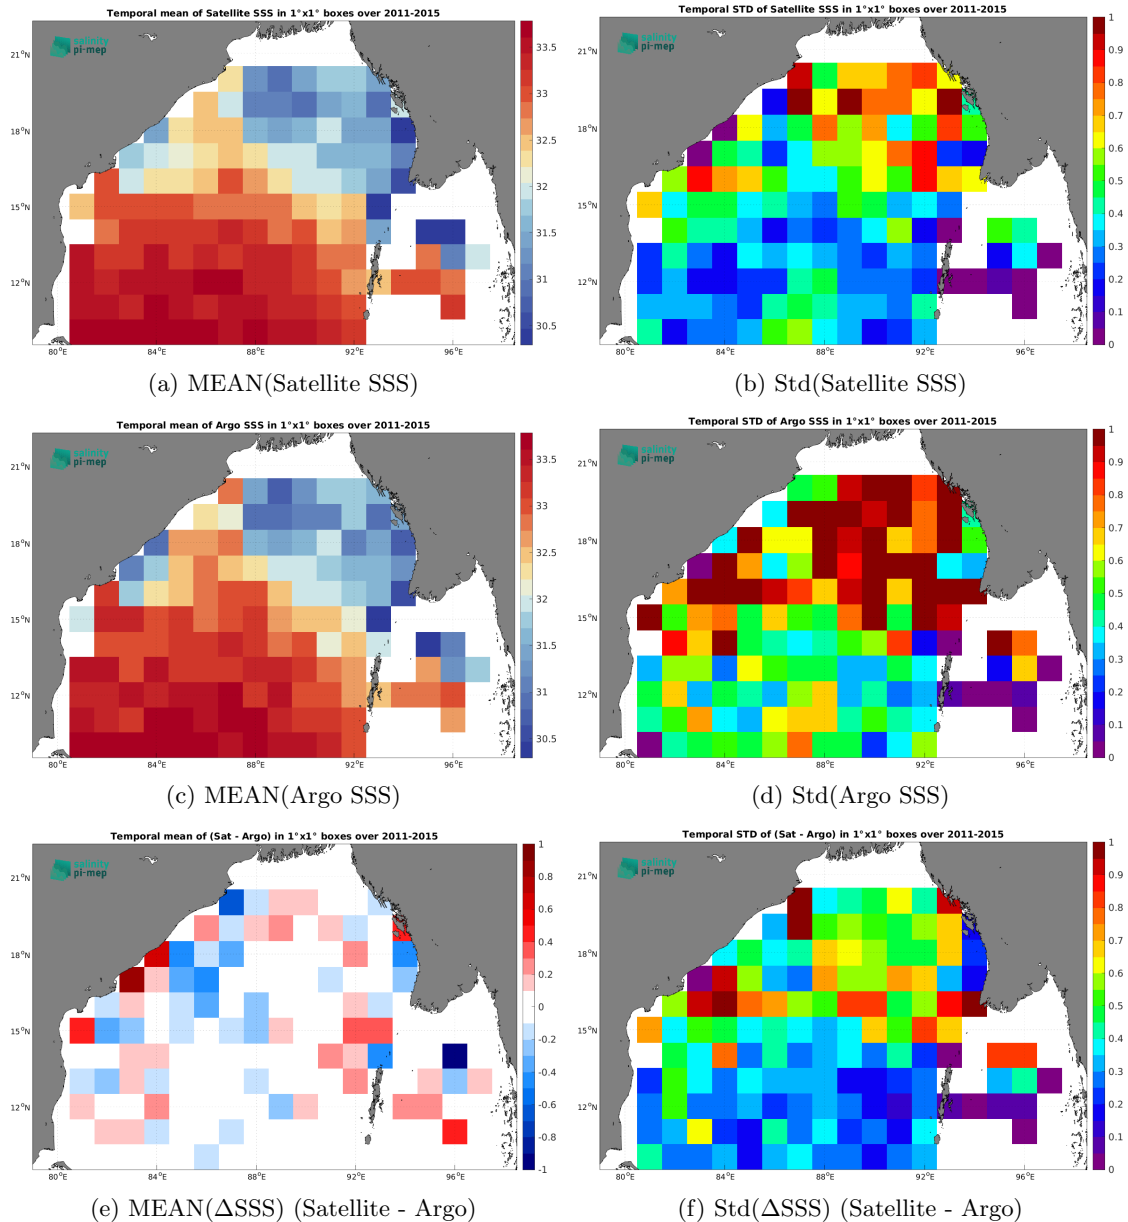 Temporal mean of Satellite SSS in 1°x1° boxes over 2011-2015
salinity
pi-mep
21°N
18°N
15°N
12°N
80°E 84°E 88°E 92°E 96°E
33.5
33
32.5
32
31.5
31
30.5
(a) MEAN(Satellite SSS)
Temporal STD of Satellite SSS in 1°x1° boxes over 2011-2015
salinity
pi-mep
21°N
18°N
15°N
12°N
80°E 84°E 88°E 92°E 96°E
1
0.9
0.8
0.7
0.6
0.5
0.4
0.3
0.2
0.1
0
(b) Std(Satellite SSS)
Temporal mean of Argo SSS in 1°x1° boxes over 2011-2015
salinity
pi-mep
21°N
18°N
15°N
12°N
80°E 84°E 88°E 92°E 96°E
33.5
33
32.5
32
31.5
31
30.5
(c) MEAN(Argo SSS)
Temporal STD of Argo SSS in 1°x1° boxes over 2011-2015
salinity
pi-mep
21°N
18°N
15°N
12°N
80°E 84°E 88°E 92°E 96°E
1
0.9
0.8
0.7
0.6
0.5
0.4
0.3
0.2
0.1
0
(d) Std(Argo SSS)
Temporal mean of (Sat - Argo) in 1°x1° boxes over 2011-2015
salinity
pi-mep
21°N
18°N
15°N
12°N
80°E 84°E 88°E 92°E 96°E
1
0.8
0.6
0.4
0.2
0
-0.2
-0.4
-0.6
-0.8
-1
(e) MEAN(ΔSSS) (Satellite - Argo)
Temporal STD of (Sat - Argo) in 1°x1° boxes over 2011-2015
salinity
pi-mep
21°N
18°N
15°N
12°N
80°E 84°E 88°E 92°E 96°E
1
0.9
0.8
0.7
0.6
0.5
0.4
0.3
0.2
0.1
0
(f) Std(ΔSSS) (Satellite - Argo)